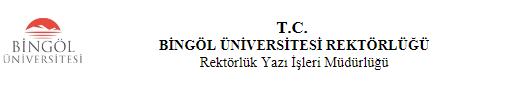 BİNGÖL
ÜNİVERSİTESİ
T.C.
BİNGÖL ÜNİVERSİTESİ REKTÖRLÜĞÜ
Rektörlük Yazı İşleri Müdürlüğü